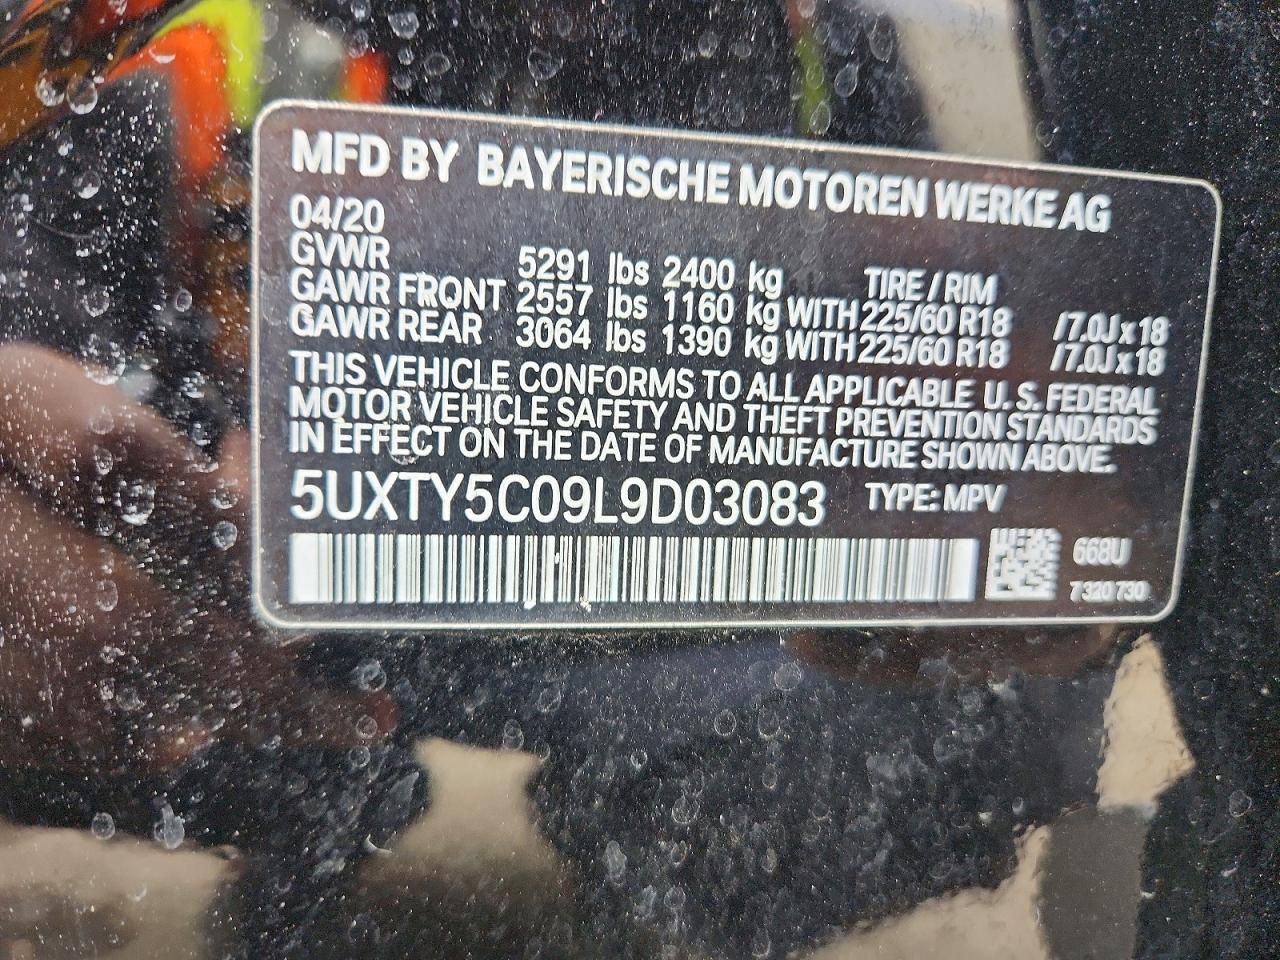 MFD BY BAYERISCHE MOTOREN WERKE AG
04/20
GVWR 5291 lbs 2400 kg TIRE / RIM
GAWR FRONT 2557 lbs 1160 kg WITH 225/60 R18 /7.0J x 18
GAWR REAR 3064 lbs 1390 kg WITH 225/60 R18 /7.0J x 18
THIS VEHICLE CONFORMS TO ALL APPLICABLE U.S. FEDERAL
MOTOR VEHICLE SAFETY AND THEFT PREVENTION STANDARDS
IN EFFECT ON THE DATE OF MANUFACTURE SHOWN ABOVE.
5UXTY5C09L9D03083 TYPE: MPV
668U
7320730